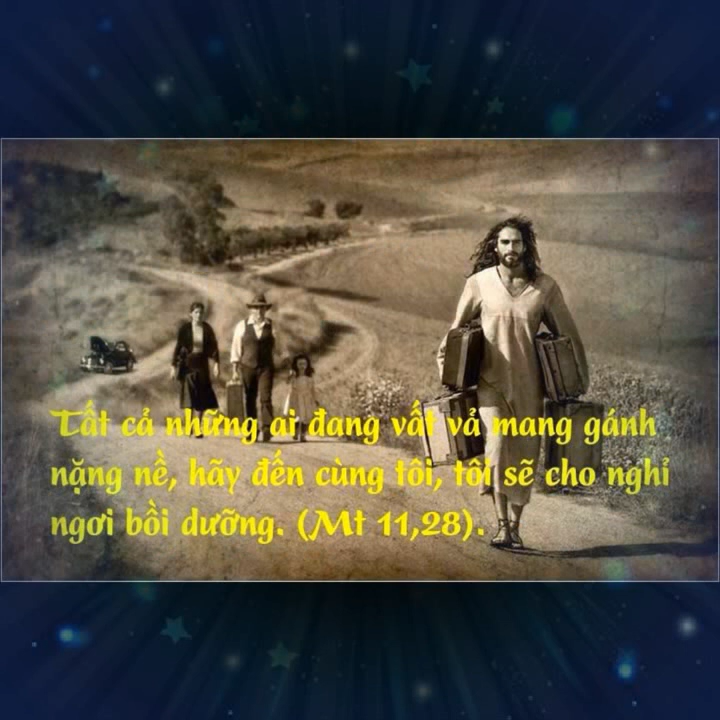 Tất cả những ai đang vất vả mang gánh
nặng nề, hãy đến cùng tôi, tôi sẽ cho nghỉ
ngơi bồi dưỡng. (Mt 11,28).